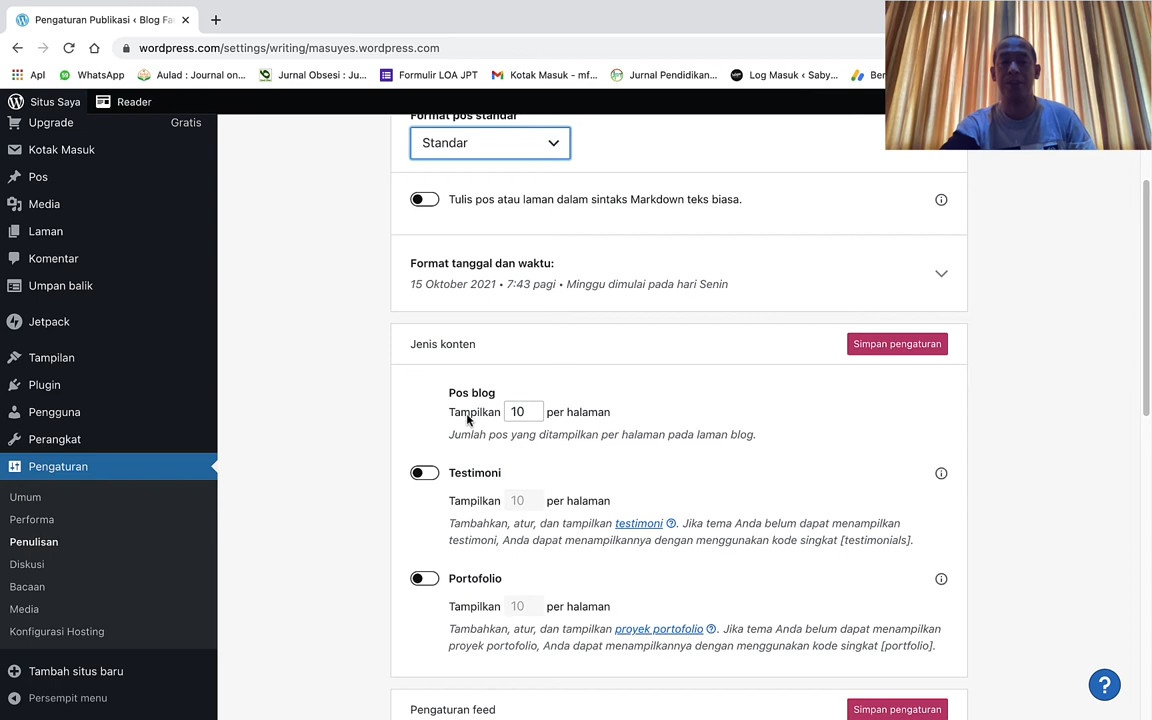 Pengaturan Publikasi ‹ Blog Fa
wordpress.com/settings/writing/masuyes.wordpress.com
Apl
WhatsApp
Aulad : Journal on...
Jurnal Obsesi : Ju...
Formulir LOA JPT
Kotak Masuk - mf...
Jurnal Pendidikan...
Log Masuk ‹ Saby...
Situs Saya
Reader
Upgrade Gratis
Kotak Masuk
Pos
Media
Laman
Komentar
Umpan balik
Jetpack
Tampilan
Plugin
Pengguna
Perangkat
Pengaturan
Umum
Performa
Penulisan
Diskusi
Bacaan
Media
Konfigurasi Hosting
Tambah situs baru
Persempit menu
Format pos standar
Standar
Tulis pos atau laman dalam sintaks Markdown teks biasa.
Format tanggal dan waktu:
15 Oktober 2021 • 7:43 pagi • Minggu dimulai pada hari Senin
Jenis konten
Simpan pengaturan
Pos blog
Tampilkan 10 per halaman
Jumlah pos yang ditampilkan per halaman pada laman blog.
Testimoni
Tampilkan 10 per halaman
Tambahkan, atur, dan tampilkan testimoni. Jika tema Anda belum dapat menampilkan
testimoni, Anda dapat menampilkannya dengan menggunakan kode singkat [testimonials].
Portofolio
Tampilkan 10 per halaman
Tambahkan, atur, dan tampilkan proyek portofolio. Jika tema Anda belum dapat menampilkan
proyek portofolio, Anda dapat menampilkannya dengan menggunakan kode singkat [portfolio].
Pengaturan feed
Simpan pengaturan